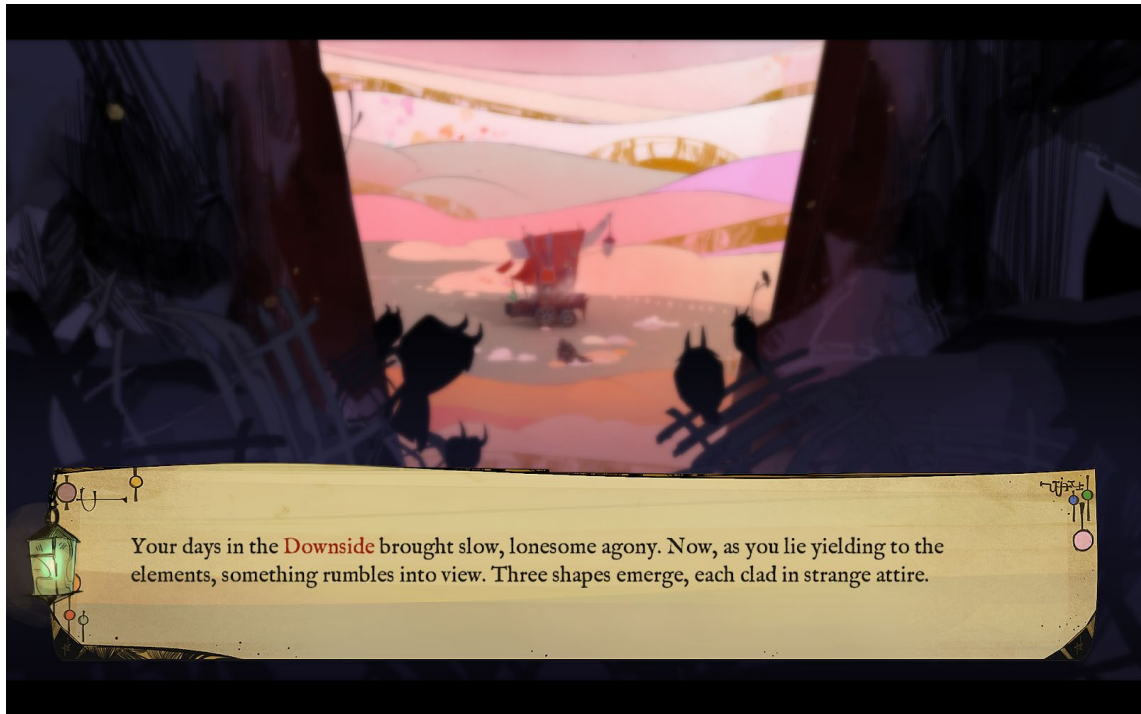 Your days in the Downside brought slow, lonesome agony. Now, as you lie yielding to the
elements, something rumbles into view. Three shapes emerge, each clad in strange attire.